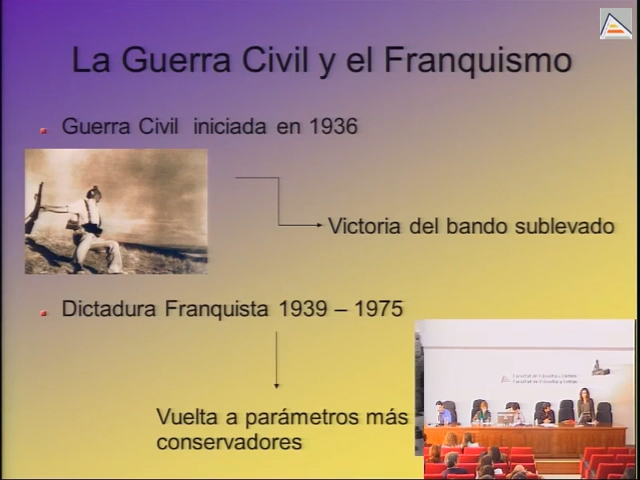 La Guerra Civil y el Franquismo
Guerra Civil iniciada en 1936
Victoria del bando sublevado
Dictadura Franquista 1939 – 1975
Vuelta a parámetros más
conservadores